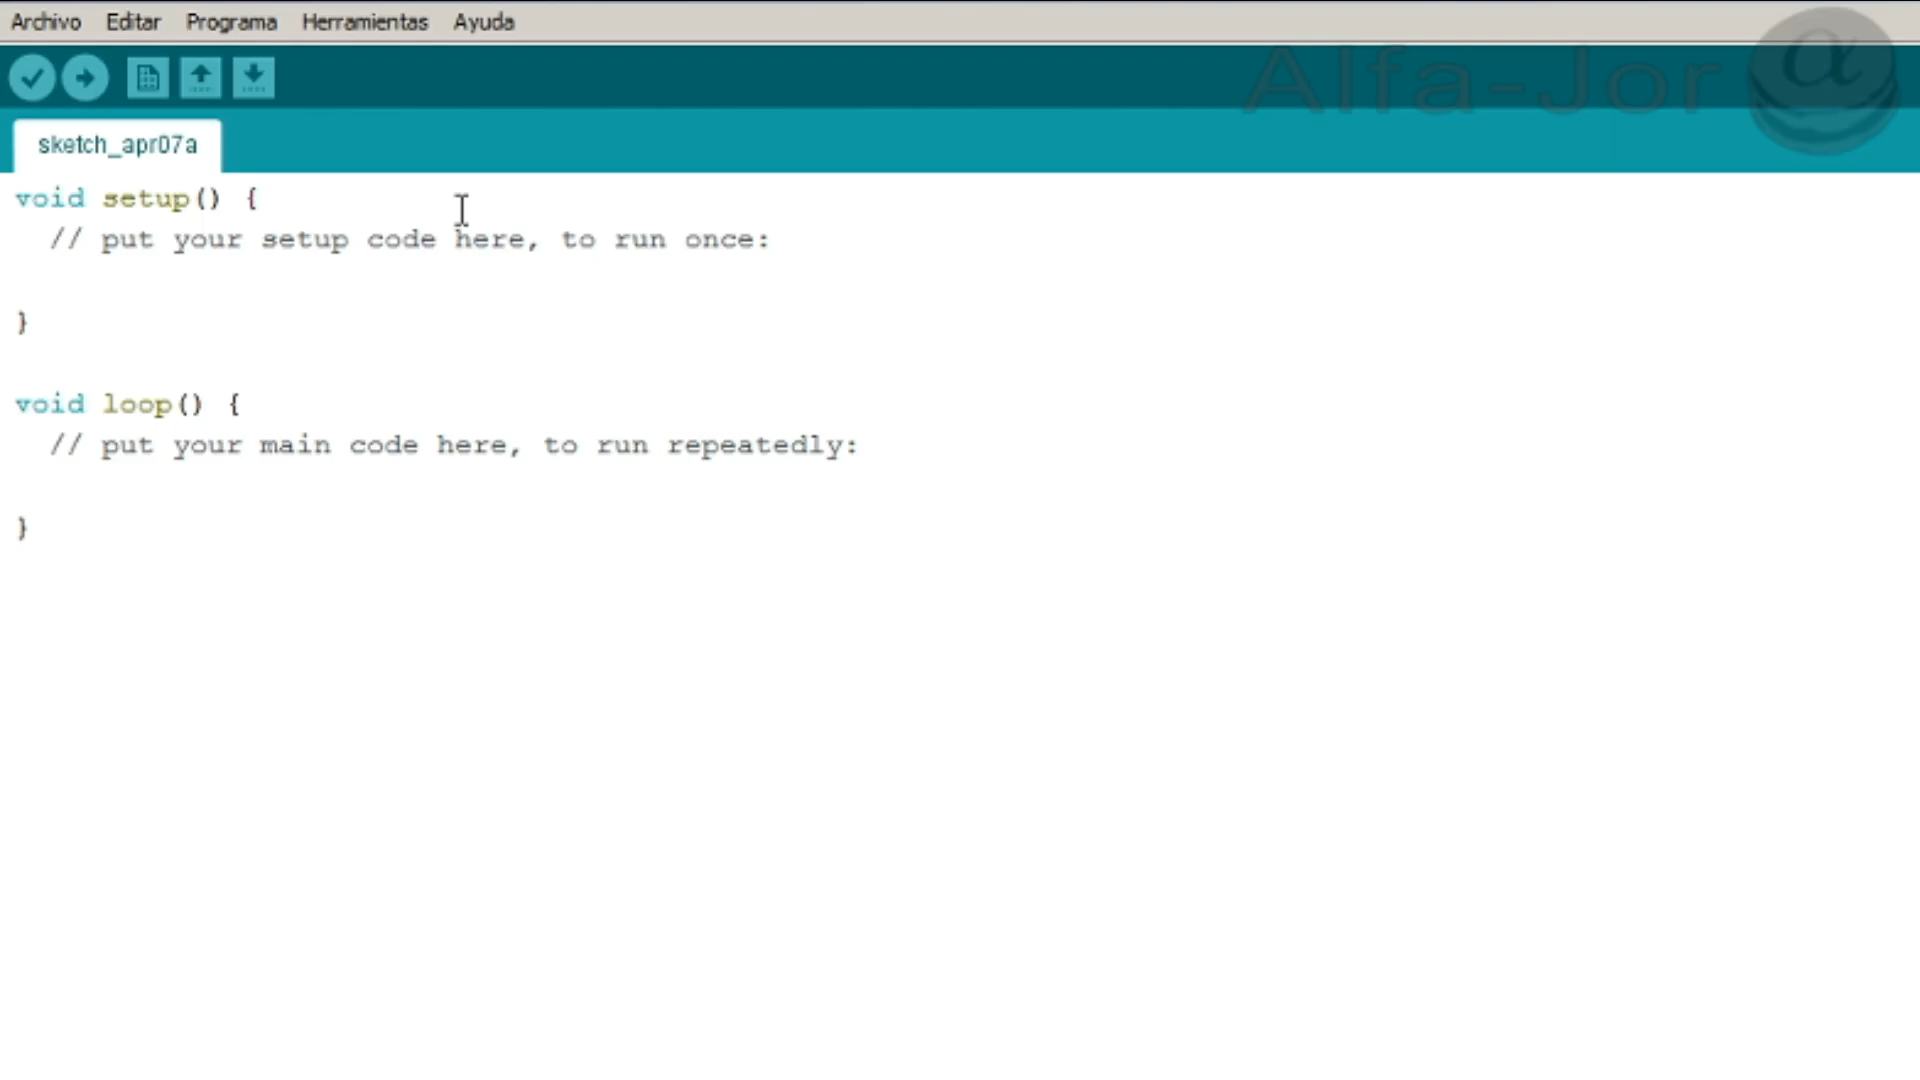 Archivo Editar Programa Herramientas Ayuda
Alfa-Jor
α
sketch_apr07a
void setup() {
// put your setup code here, to run once:
}
void loop() {
// put your main code here, to run repeatedly:
}